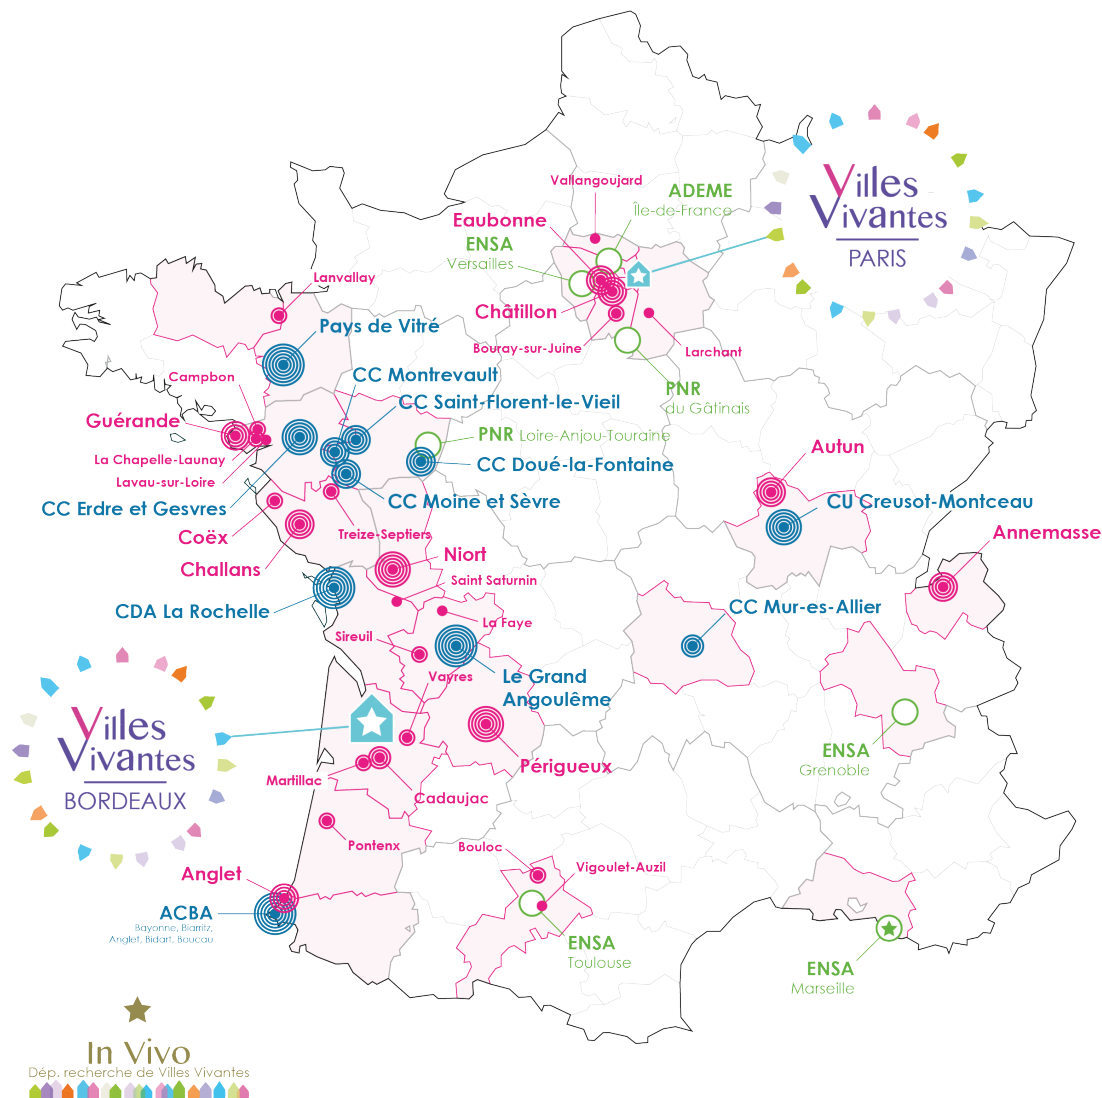 Vallangoujard
ADEME
Île-de-France
Eaubonne
ENSA
Versailles
Villes
Vivantes
PARIS
Lanvallay
Châtillon
Pays de Vitré
Bouray-sur-Juine
Larchant
Campbon
CC Montrevault
PNR
du Gâtinais
CC Saint-Florent-le-Vieil
Guérande
PNR Loire-Anjou-Touraine
La Chapelle-Launay
CC Doué-la-Fontaine
Autun
Lavau-sur-Loire
CC Erdre et Gesvres
CC Moine et Sèvre
CU Creusot-Montceau
Coëx
Treize-Septiers
Annemasse
Challans
Niort
Saint Saturnin
CDA La Rochelle
CC Mur-es-Allier
La Faye
Sireuil
Vayres
Le Grand
Angoulême
Villes
Vivantes
BORDEAUX
ENSA
Grenoble
Périgueux
Martillac
Cadaujac
Pontenx
Bouloc
Vigoulet-Auzil
Anglet
ACBA
Bayonne, Biarritz,
Anglet, Bidart, Boucau
ENSA
Toulouse
ENSA
Marseille
In Vivo
Dép. recherche de Villes Vivantes